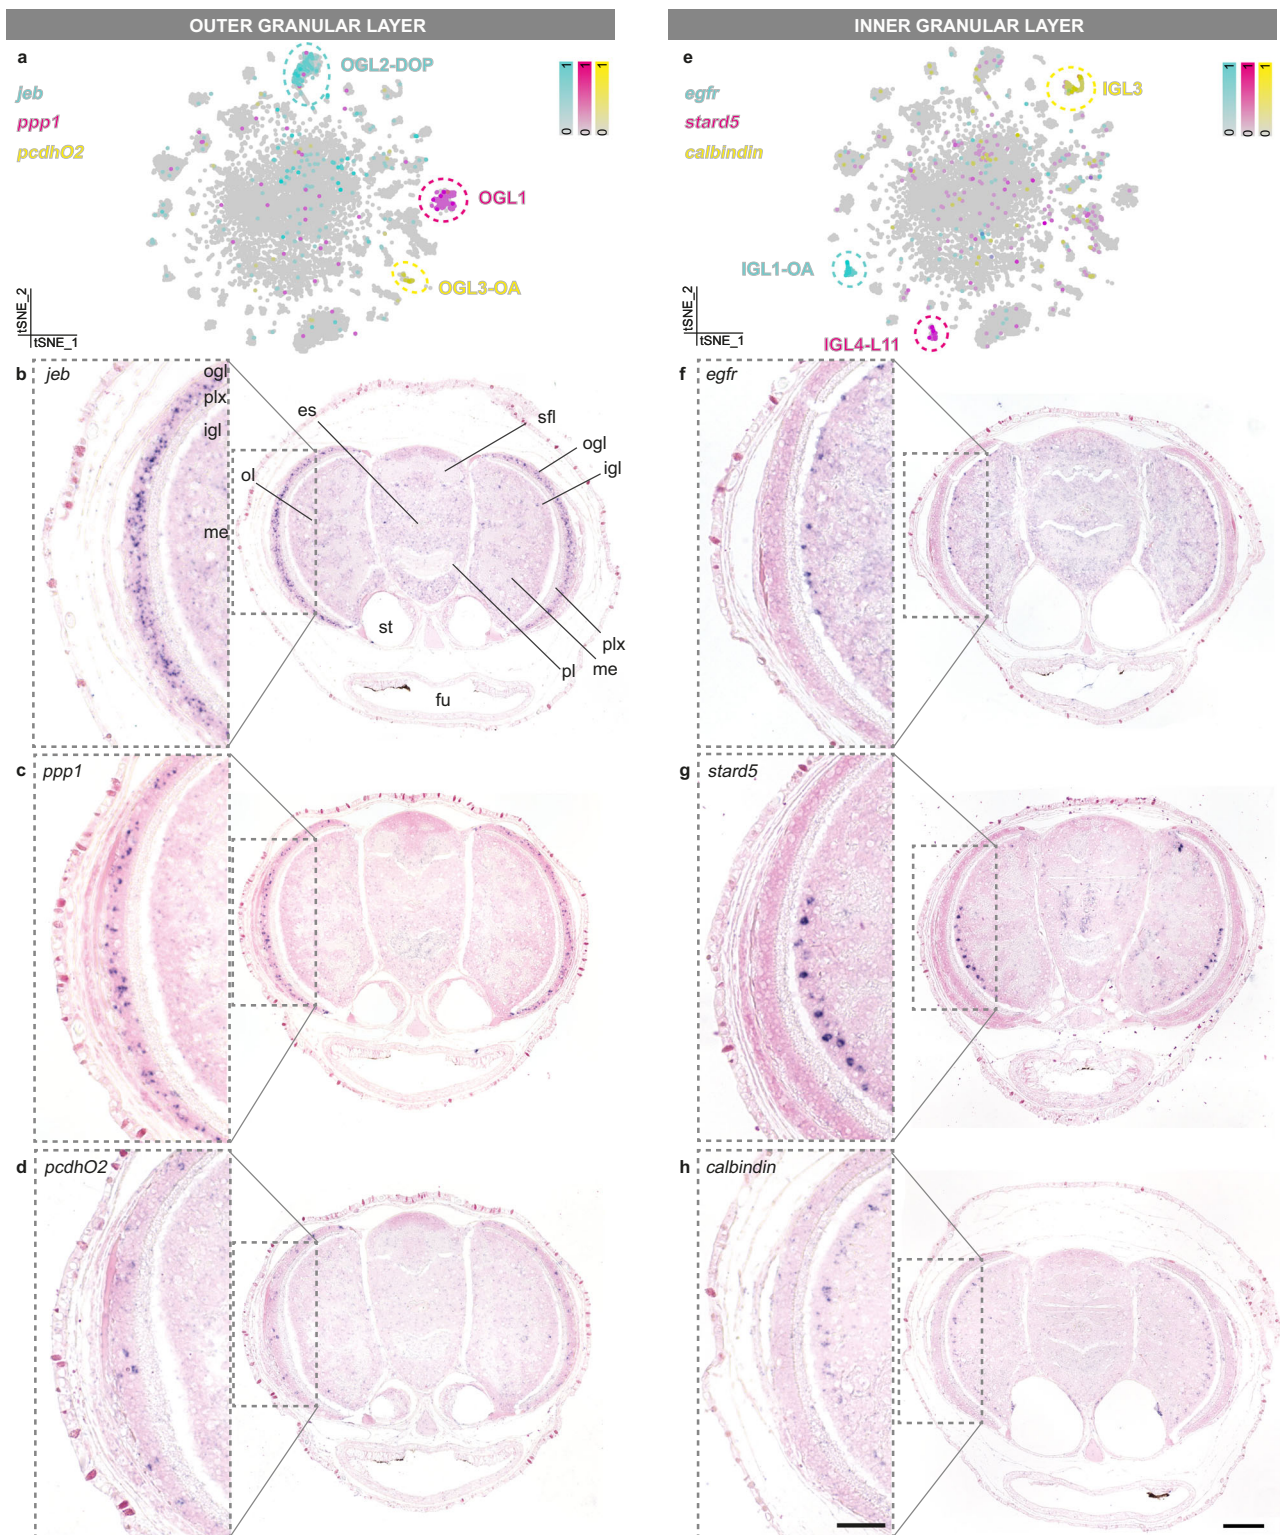 OUTER GRANULAR LAYER
a
jeb
ppp1
pcdhO2
OGL2-DOP
OGL1
OGL3-OA
1 1 1
0 0 0
tSNE_2
tSNE_1
b jeb
ogl
plx
igl
me
es
sfl
ogl
igl
ol
st
plx
me
pl
fu
c ppp1
d pcdhO2
INNER GRANULAR LAYER
e
egfr
stard5
calbindin
IGL3
IGL1-OA
IGL4-L11
1 1 1
0 0 0
tSNE_2
tSNE_1
f egfr
g stard5
h calbindin